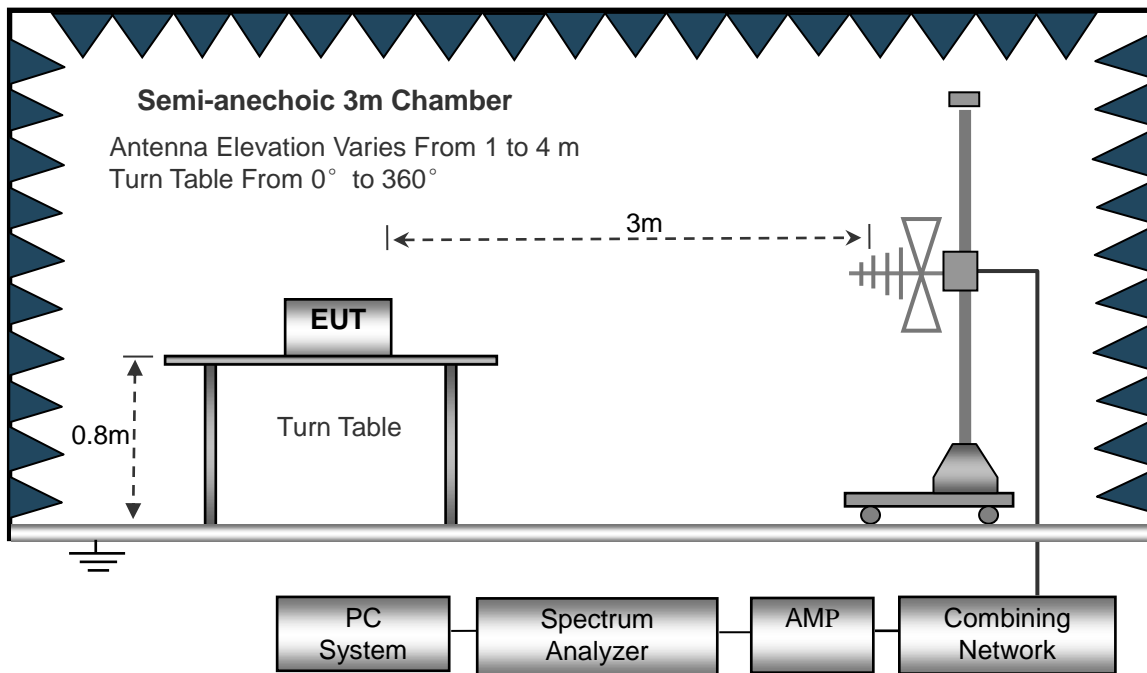 Semi-anechoic 3m Chamber
Antenna Elevation Varies From 1 to 4 m
Turn Table From 0° to 360°
3m
EUT
0.8m
Turn Table
PC
System
Spectrum
Analyzer
AMP
Combining
Network